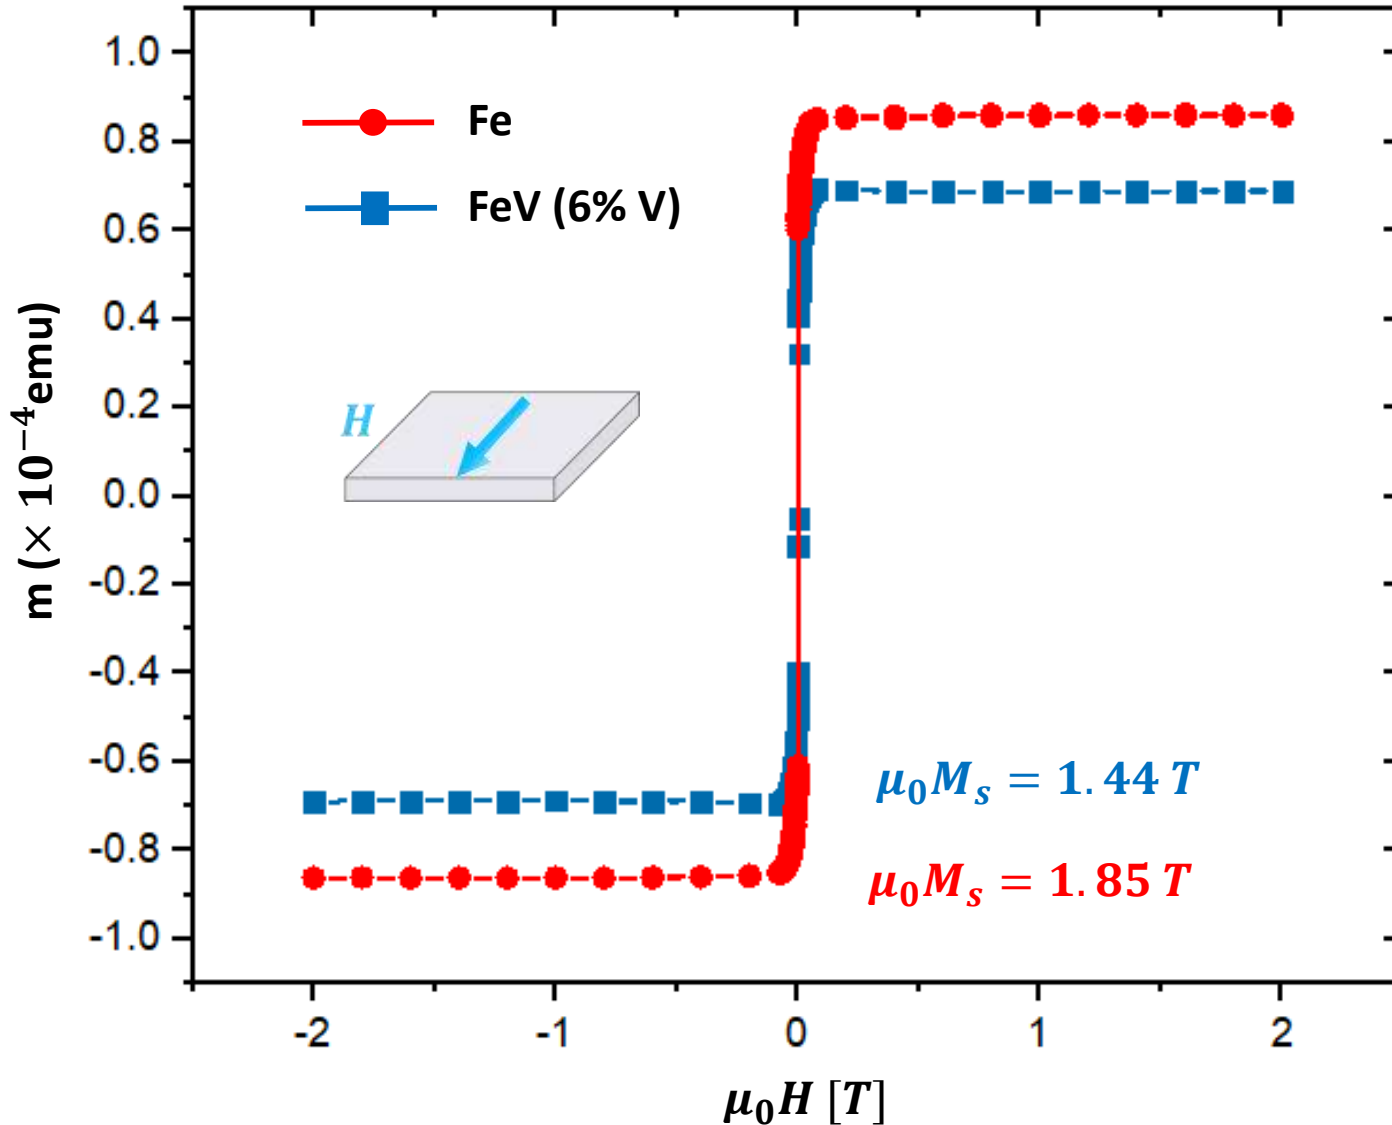 1.0
0.8
0.6
0.4
0.2
0.0
-0.2
-0.4
-0.6
-0.8
-1.0
m (× 10⁻⁴emu)
Fe
FeV (6% V)
H
μ₀Mₛ = 1.44 T
μ₀Mₛ = 1.85 T
-2 -1 0 1 2
μ₀H [T]